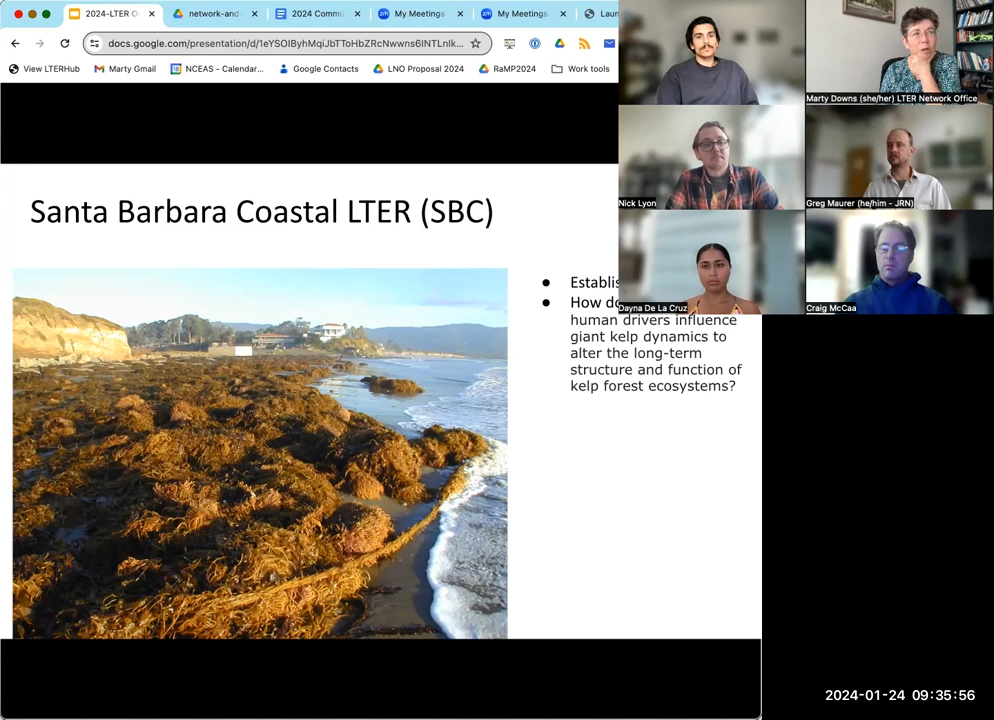 2024-LTER O
network-and-
2024 Commu
My Meetings
My Meetings
Laun
docs.google.com/presentation/d/1eYSOIByhMqiJbTToHbZRcNwwns6INTLnlk...
View LTERHub
Marty Gmail
NCEAS - Calendar...
Google Contacts
LNO Proposal 2024
RaMP2024
Work tools
Marty Downs (she/her) LTER Network Office
Nick Lyon
Greg Maurer (he/him - JRN)
Dayna De La Cruz
Craig McCaa
Santa Barbara Coastal LTER (SBC)
• Establis
• How do
human drivers influence
giant kelp dynamics to
alter the long-term
structure and function of
kelp forest ecosystems?
2024-01-24 09:35:56